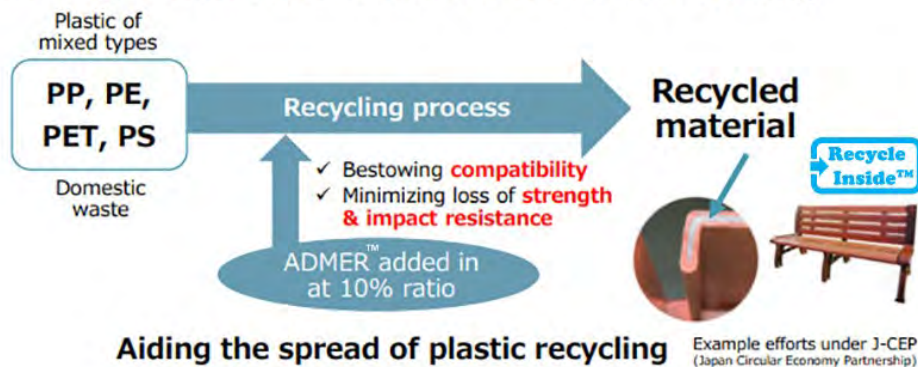 Plastic of
mixed types
PP, PE,
PET, PS
Domestic
waste
Recycling process
✓ Bestowing compatibility
✓ Minimizing loss of strength
& impact resistance
ADMER™ added in
at 10% ratio
Recycled
material
Recycle
Inside™
Aiding the spread of plastic recycling
Example efforts under J-CEP
(Japan Circular Economy Partnership)